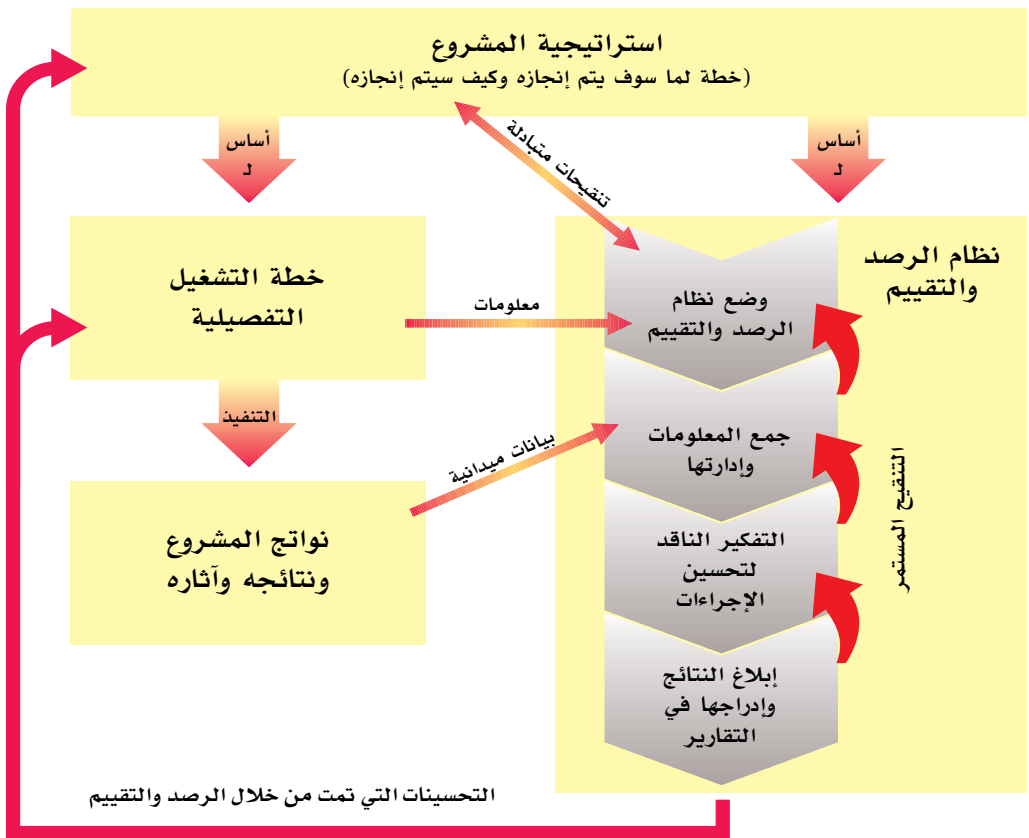 استراتيجية المشروع
(خطة لما سوف يتم إنجازه وكيف سيتم إنجازه)
أساس
لـ
أساس
لـ
تنقيحات متبادلة
نظام الرصد
والتقييم
وضع نظام
الرصد والتقييم
معلومات
خطة التشغيل
التفصيلية
التنفيذ
جمع المعلومات
وإدارتها
بيانات ميدانية
التنقيح المستمر
نواتج المشروع
ونتائجه وآثاره
التفكير الناقد
لتحسين
الإجراءات
إبلاغ النتائج
وإدراجها في
التقارير
التحسينات التي تمت من خلال الرصد والتقييم